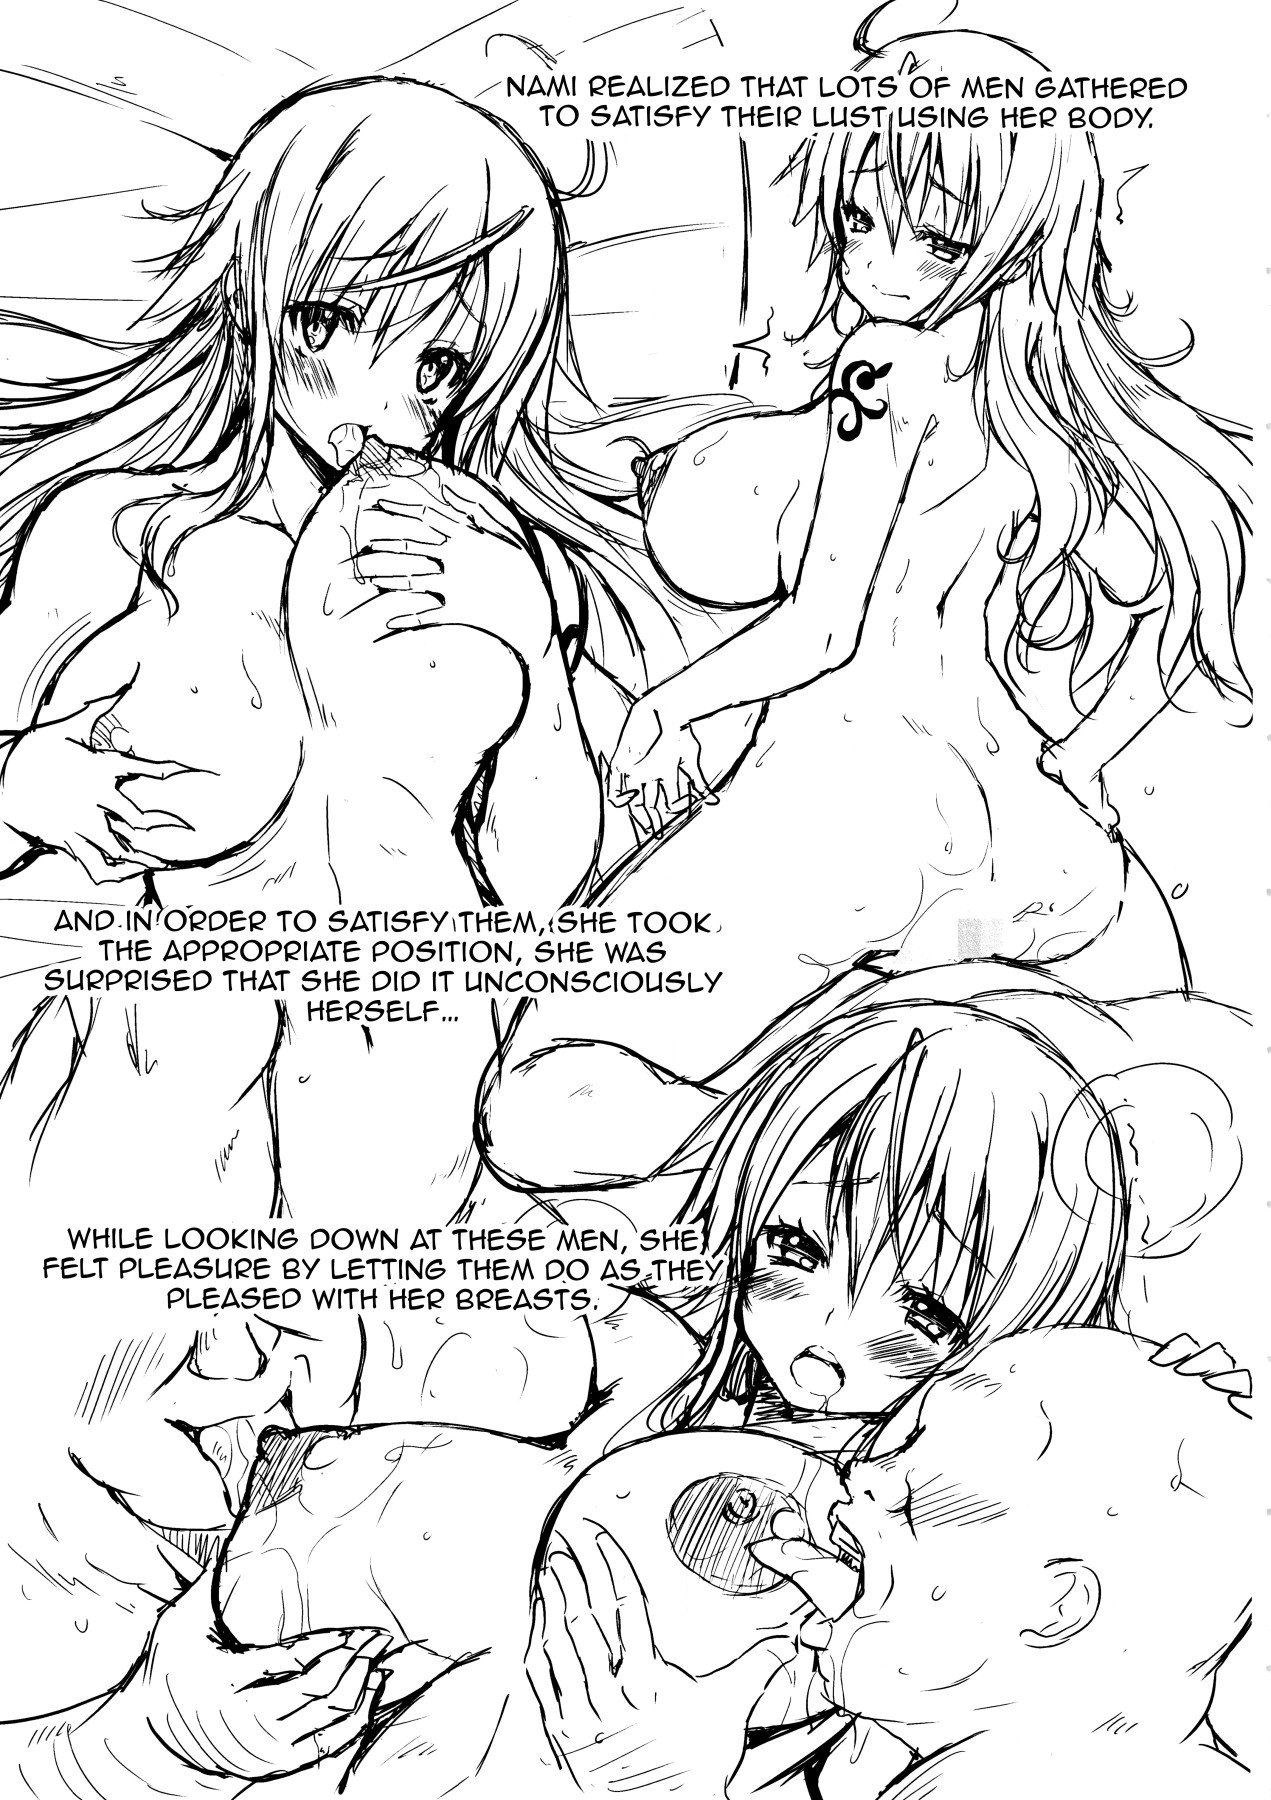 NAMI REALIZED THAT LOTS OF MEN GATHERED
TO SATISFY THEIR LUST USING HER BODY.
AND IN ORDER TO SATISFY THEM, SHE TOOK
THE APPROPRIATE POSITION, SHE WAS
SURPRISED THAT SHE DID IT UNCONSCIOUSLY
HERSELF...
WHILE LOOKING DOWN AT THESE MEN, SHE
FELT PLEASURE BY LETTING THEM DO AS THEY
PLEASED WITH HER BREASTS.